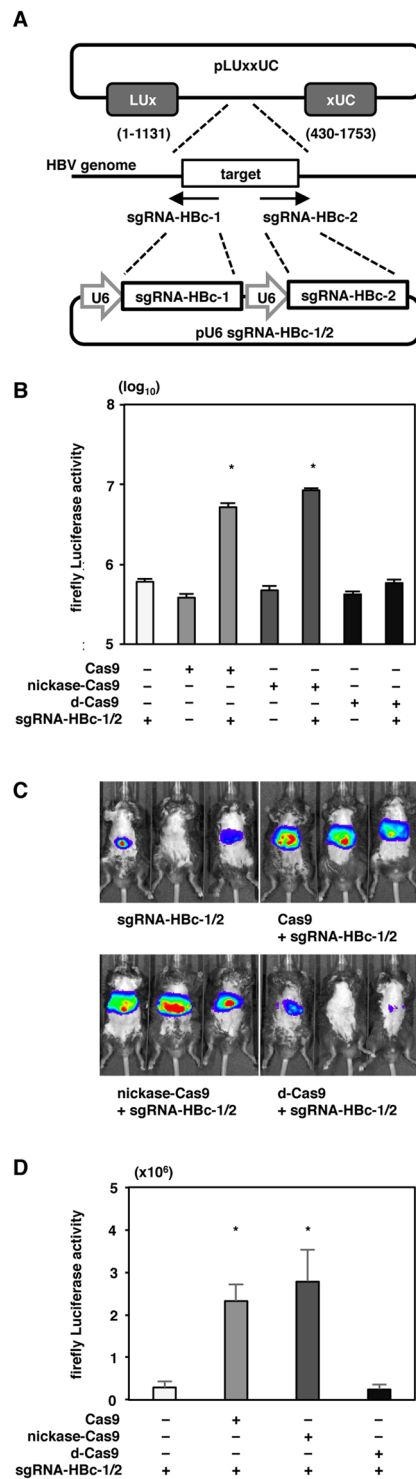 A
pLUxxUC
LUx xUC
(1-1131) (430-1753)
HBV genome target
sgRNA-HBc-1 sgRNA-HBc-2
U6 sgRNA-HBc-1 U6 sgRNA-HBc-2
pU6 sgRNA-HBc-1/2
B
(log10)
firefly Luciferase activity
8
7
6
5
* *
Cas9 – + + – – – –
nickase-Cas9 – – – + + – –
d-Cas9 – – – – – + +
sgRNA-HBc-1/2 + – + – + – +
C
sgRNA-HBc-1/2 Cas9
+ sgRNA-HBc-1/2
nickase-Cas9 d-Cas9
+ sgRNA-HBc-1/2 + sgRNA-HBc-1/2
D
(x10⁶)
firefly Luciferase activity
5
4
3
2
1
0
* *
Cas9 – + – –
nickase-Cas9 – – + –
d-Cas9 – – – +
sgRNA-HBc-1/2 + + + +